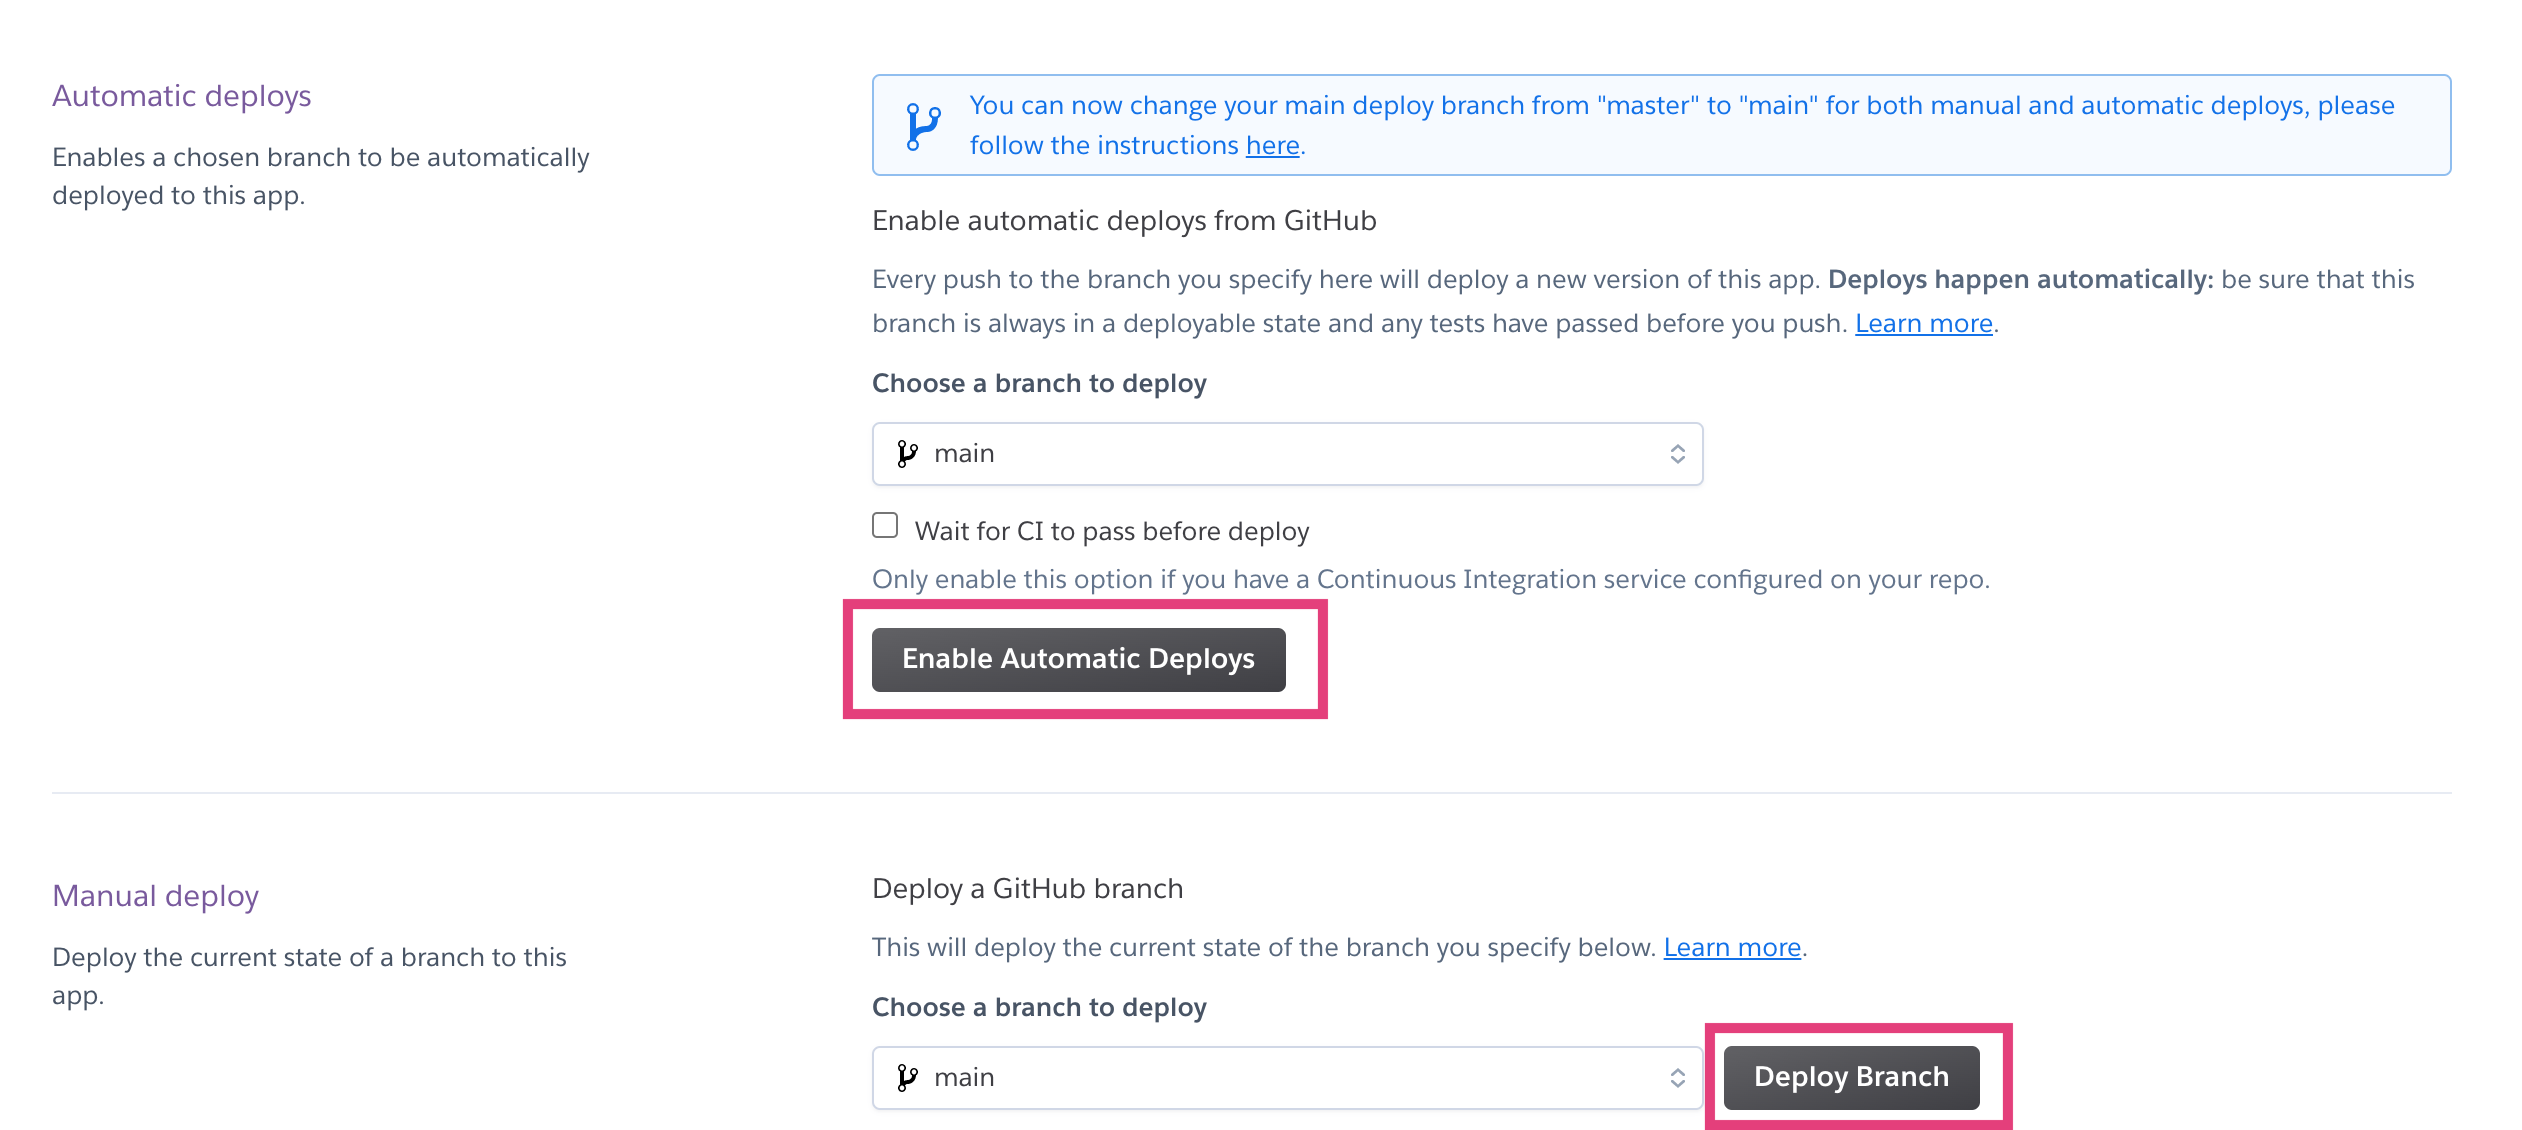 Automatic deploys
Enables a chosen branch to be automatically
deployed to this app.
You can now change your main deploy branch from "master" to "main" for both manual and automatic deploys, please
follow the instructions here.
Enable automatic deploys from GitHub
Every push to the branch you specify here will deploy a new version of this app. Deploys happen automatically: be sure that this
branch is always in a deployable state and any tests have passed before you push. Learn more.
Choose a branch to deploy
main
Wait for CI to pass before deploy
Only enable this option if you have a Continuous Integration service configured on your repo.
Enable Automatic Deploys
Manual deploy
Deploy the current state of a branch to this
app.
Deploy a GitHub branch
This will deploy the current state of the branch you specify below. Learn more.
Choose a branch to deploy
main
Deploy Branch